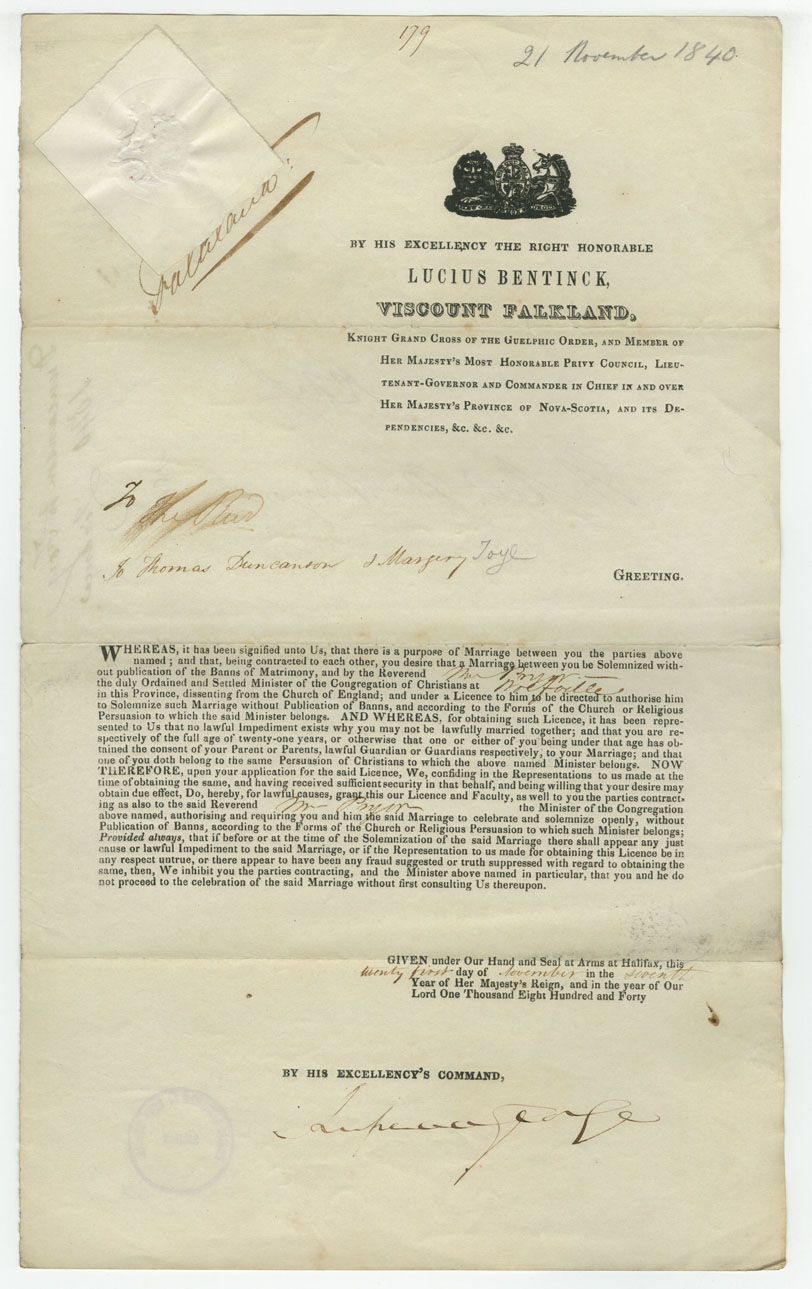 179
21 November 1840.
Falkland.
BY HIS EXCELLENCY THE RIGHT HONORABLE
LUCIUS BENTINCK,
VISCOUNT FALKLAND,
KNIGHT GRAND CROSS OF THE GUELPHIC ORDER, AND MEMBER OF
HER MAJESTY'S MOST HONORABLE PRIVY COUNCIL, LIEU-
TENANT-GOVERNOR AND COMMANDER IN CHIEF IN AND OVER
HER MAJESTY'S PROVINCE OF NOVA-SCOTIA, AND ITS DE-
PENDENCIES, &c. &c. &c.
To
The Rev'd
To Thomas Duncanson & Margery Toye
GREETING.
WHEREAS, it has been signified unto Us, that there is a purpose of Marriage between you the parties above
named; and that, being contracted to each other, you desire that a Marriage between you be Solemnized with-
out publication of the Banns of Matrimony, and by the Reverend
the duly Ordained and Settled Minister of the Congregation of Christians at
in this Province, dissenting from the Church of England; and under a Licence to him to be directed to authorise him
to Solemnize such Marriage without Publication of Banns, and according to the Forms of the Church or Religious
Persuasion to which the said Minister belongs. AND WHEREAS, for obtaining such Licence, it has been repre-
sented to Us that no lawful Impediment exists why you may not be lawfully married together; and that you are re-
spectively of the full age of twenty-one years, or otherwise that one or either of you being under that age has ob-
tained the consent of your Parent or Parents, lawful Guardian or Guardians respectively, to your Marriage; and that
one of you doth belong to the same Persuasion of Christians to which the above named Minister belongs. NOW
THEREFORE, upon your application for the said Licence, We, confiding in the Representations to us made at the
time of obtaining the same, and having received sufficient security in that behalf, and being willing that your desire may
obtain due effect, Do, hereby, for lawful causes, grant this our Licence and Faculty, as well to you the parties contract-
ing as also to the said Reverend the Minister of the Congregation
above named, authorising and requiring you and him the said Marriage to celebrate and solemnize openly, without
Publication of Banns, according to the Forms of the Church or Religious Persuasion to which such Minister belongs;
Provided always, that if before or at the time of the Solemnization of the said Marriage there shall appear any just
cause or lawful Impediment to the said Marriage, or if the Representation to us made for obtaining this Licence be in
any respect untrue, or there appear to have been any fraud suggested or truth suppressed with regard to obtaining the
same, then, We inhibit you the parties contracting, and the Minister above named in particular, that you and he do
not proceed to the celebration of the said Marriage without first consulting Us thereupon.
GIVEN under Our Hand and Seal at Arms at Halifax, this
twenty first day of November in the seventh
Year of Her Majesty's Reign, and in the year of Our
Lord One Thousand Eight Hundred and Forty
BY HIS EXCELLENCY'S COMMAND,